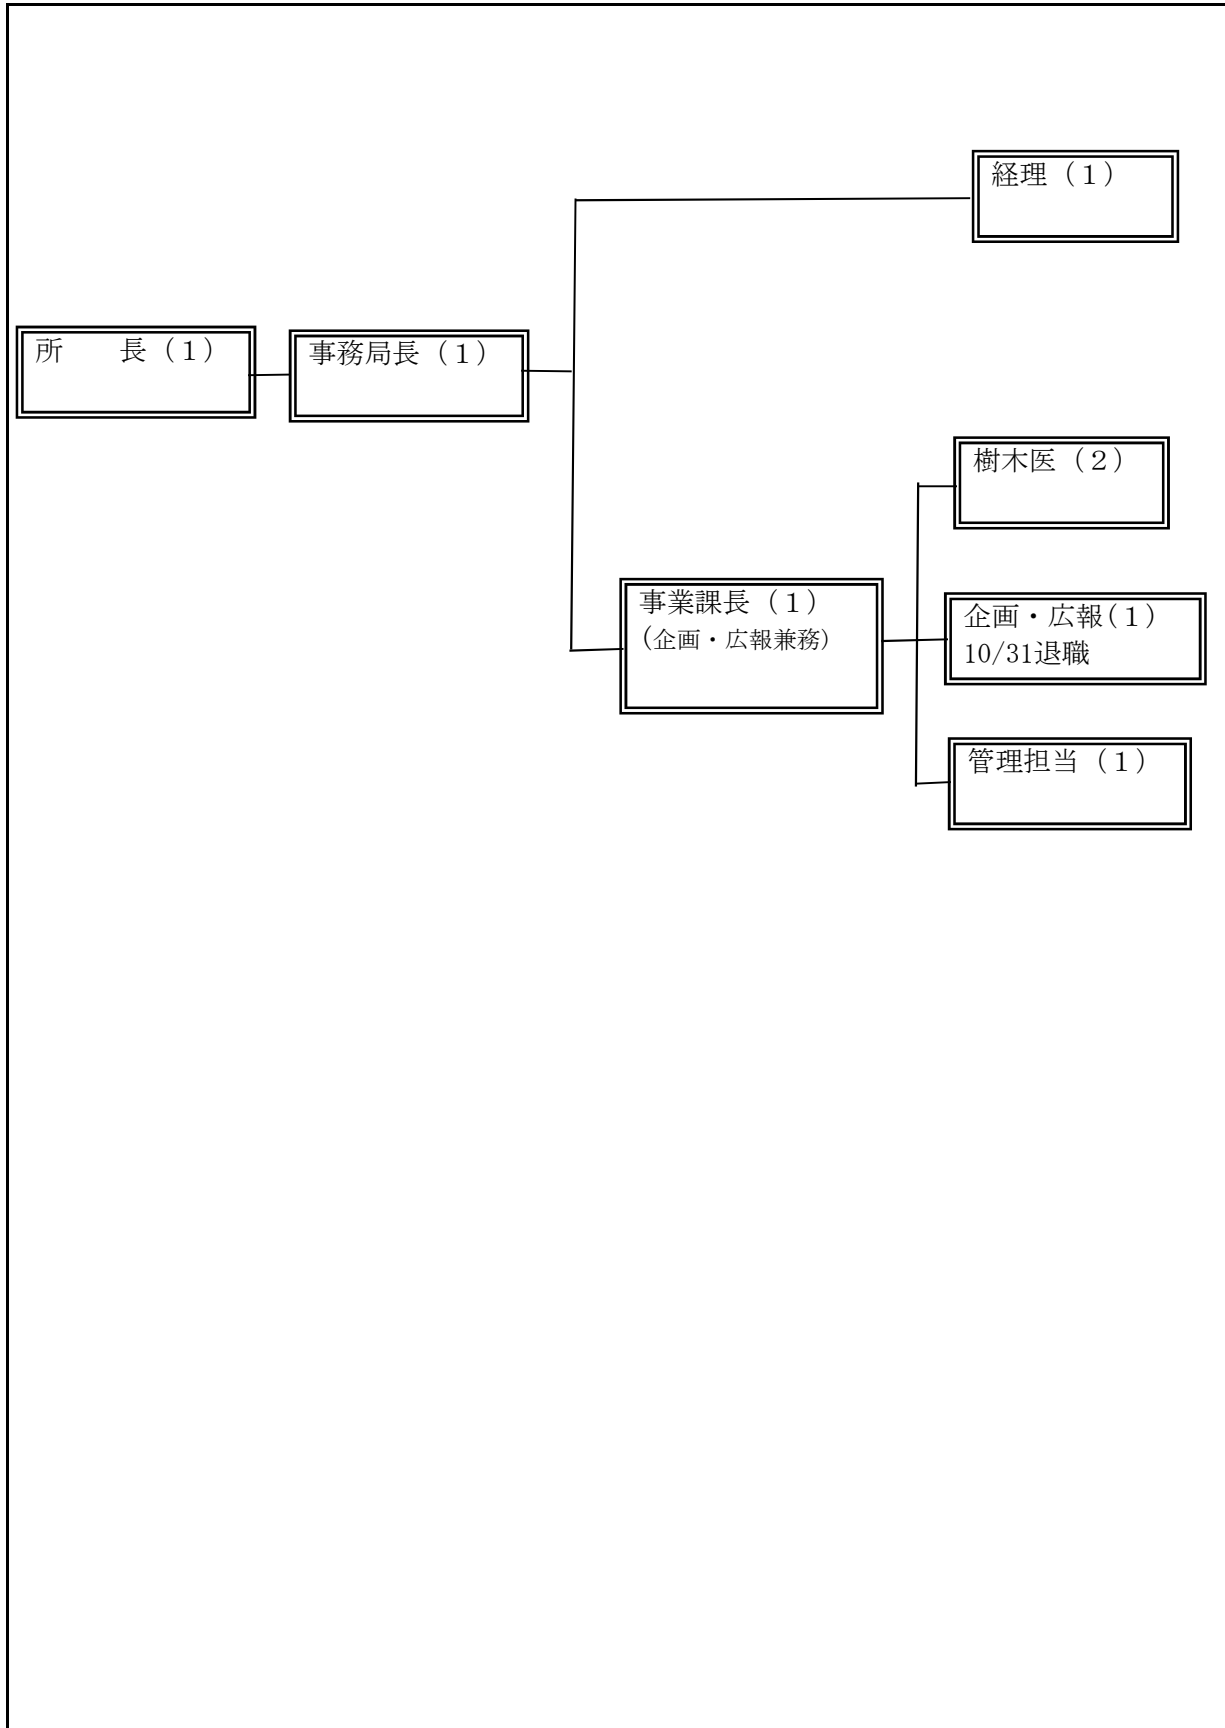 経理（１）
所　　長（１）
事務局長（１）
樹木医（２）
事業課長（１）
（企画・広報兼務）
企画・広報(１)
10/31退職
管理担当（１）